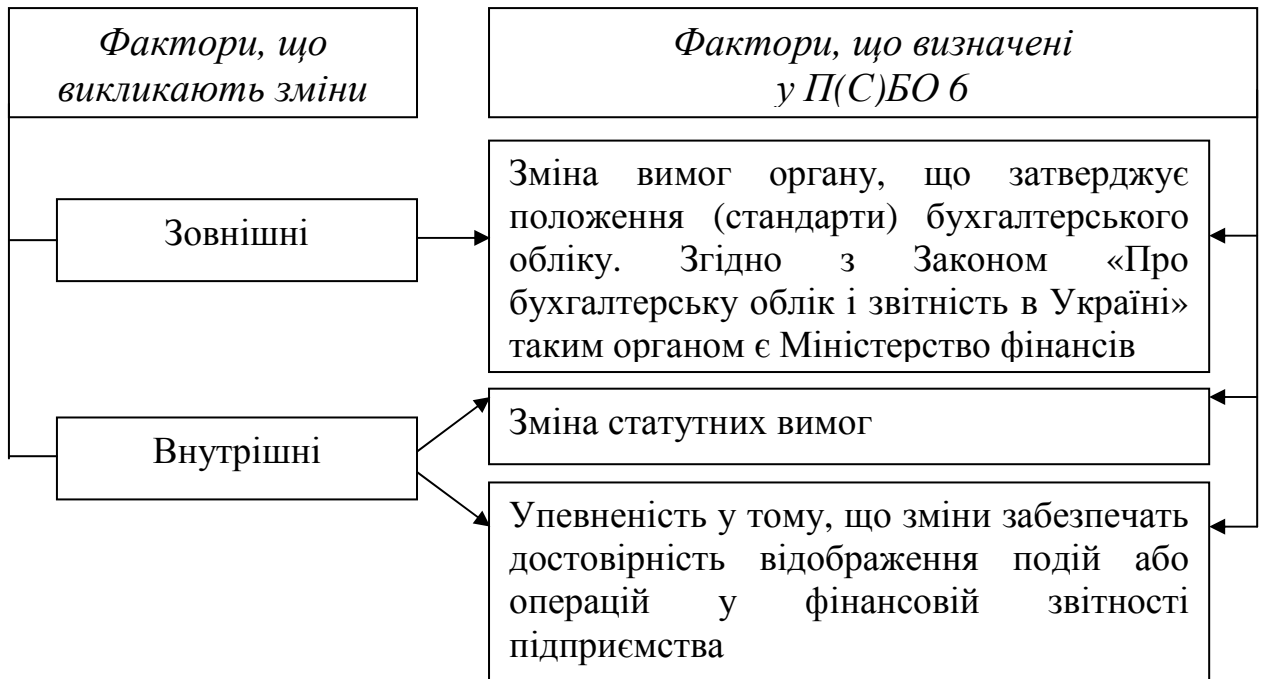 Фактори, що
викликають зміни
Фактори, що визначені
у П(С)БО 6
Зовнішні
Зміна вимог органу, що затверджує
положення (стандарти) бухгалтерського
обліку. Згідно з Законом «Про
бухгалтерську облік і звітність в Україні»
таким органом є Міністерство фінансів
Внутрішні
Зміна статутних вимог
Упевненість у тому, що зміни забезпечать
достовірність відображення подій або
операцій у фінансовій звітності
підприємства